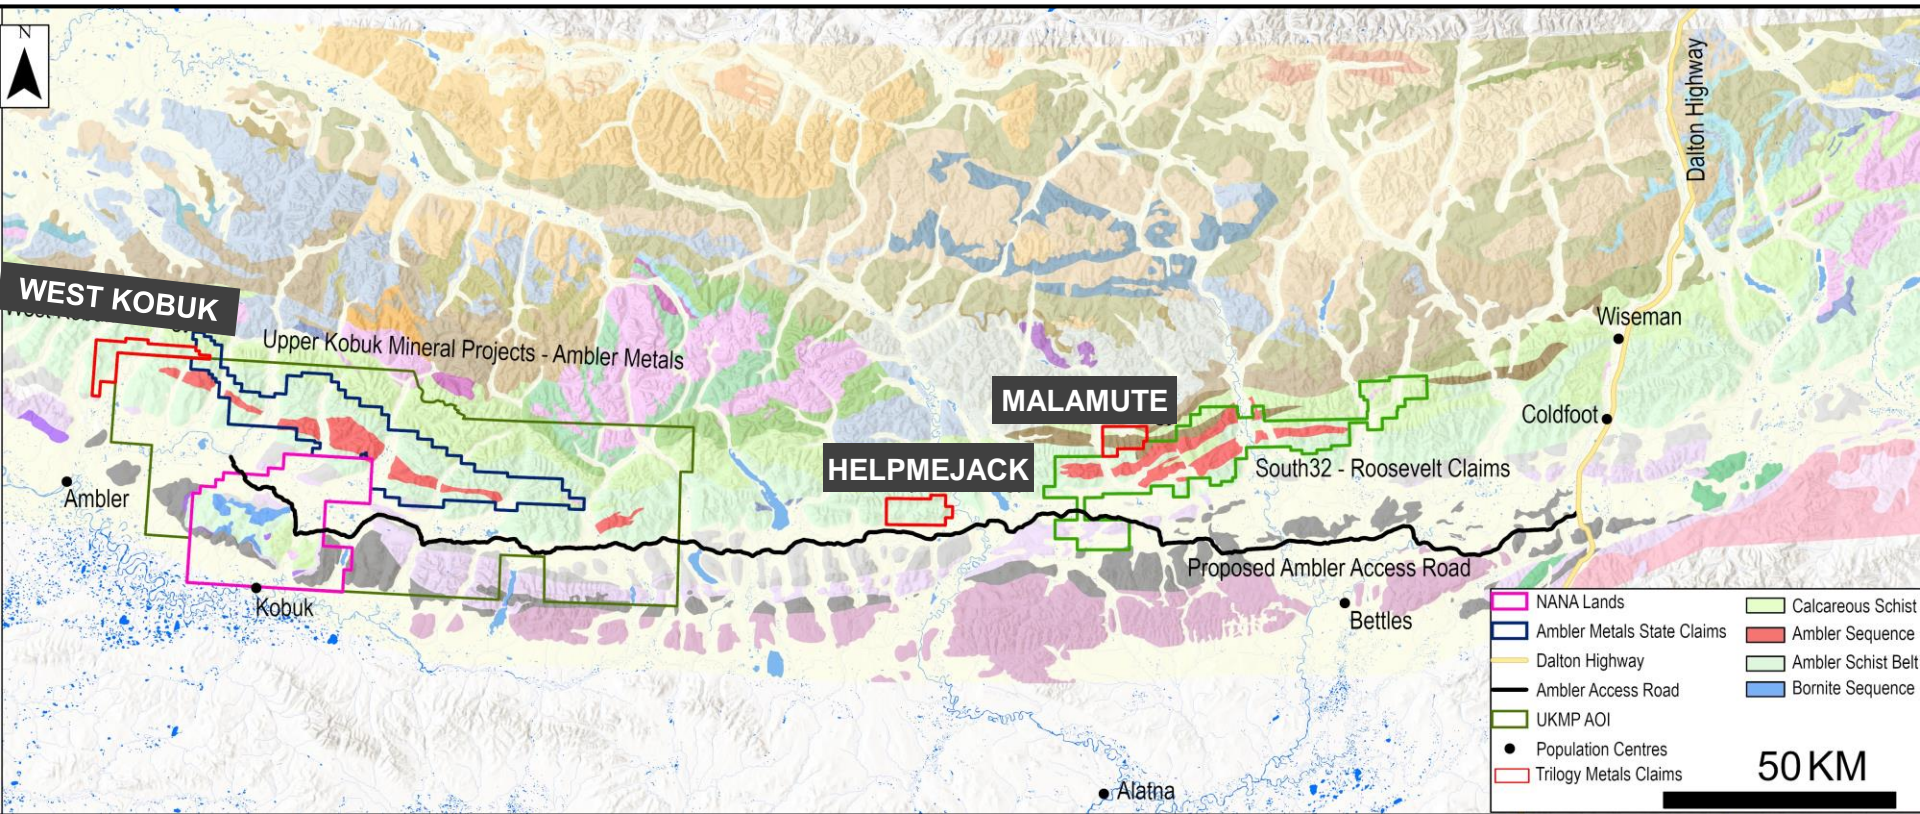 N
Dalton Highway
WEST KOBUK
Upper Kobuk Mineral Projects - Ambler Metals
Wiseman
MALAMUTE
Coldfoot
HELPMEJACK
South32 - Roosevelt Claims
Ambler
Proposed Ambler Access Road
Kobuk
Bettles
Alatna
NANA Lands
Ambler Metals State Claims
Dalton Highway
Ambler Access Road
UKMP AOI
Population Centres
Trilogy Metals Claims
Calcareous Schist
Ambler Sequence
Ambler Schist Belt
Bornite Sequence
50 KM